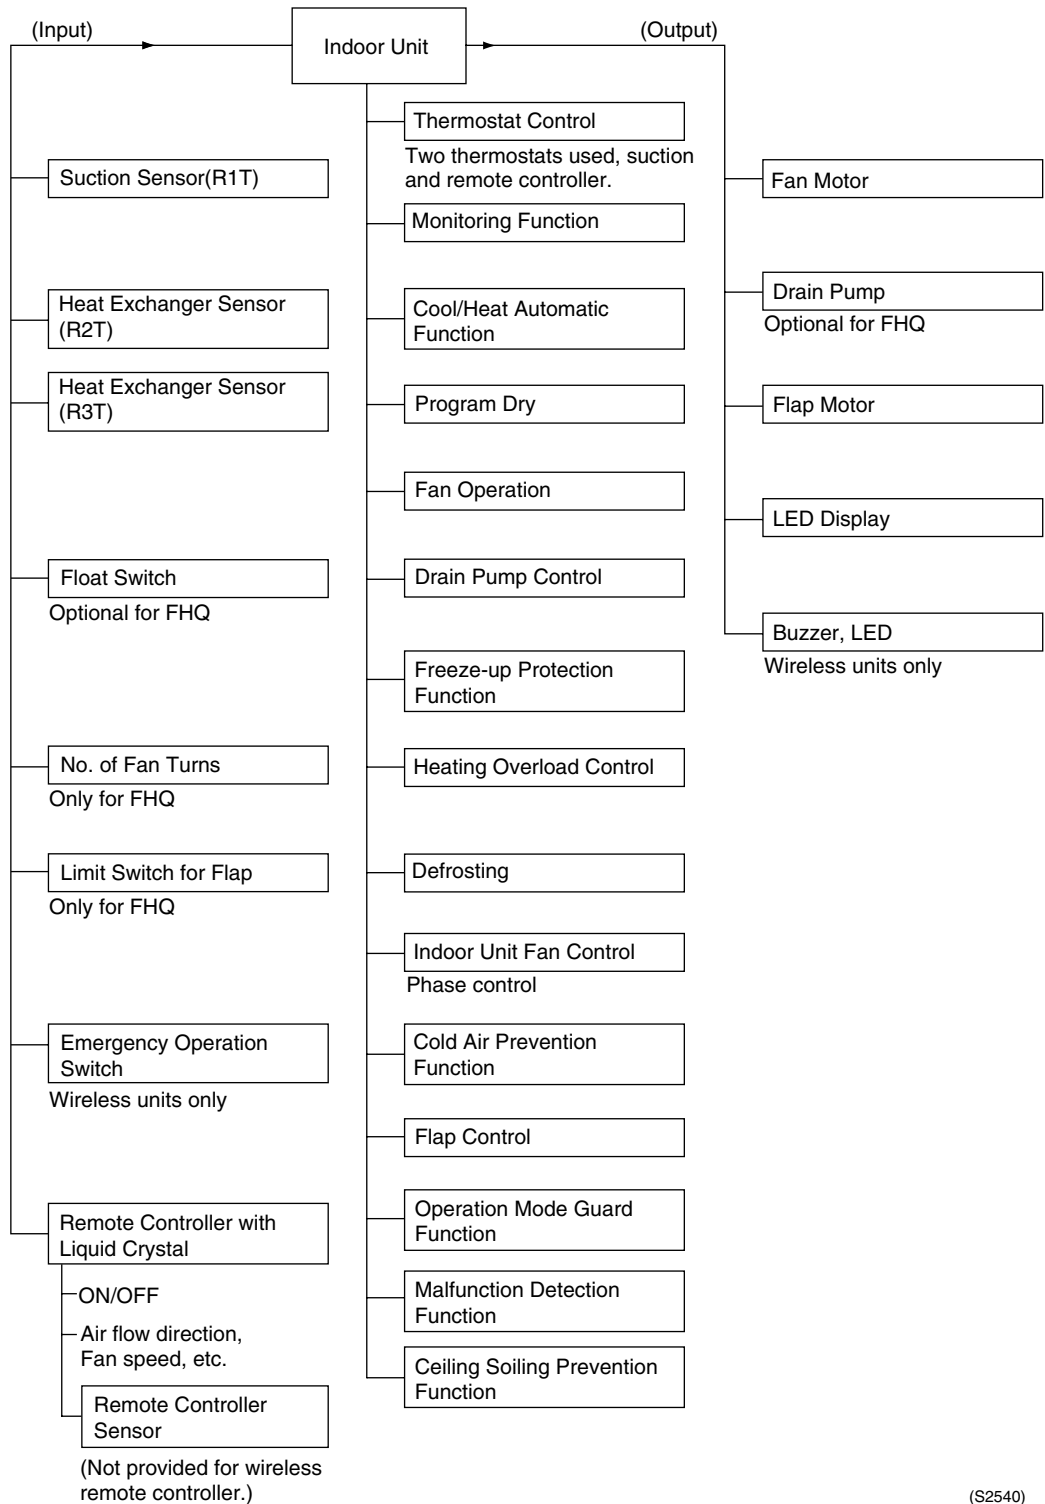 (Input)
Indoor Unit
(Output)
Suction Sensor(R1T)
Heat Exchanger Sensor
(R2T)
Heat Exchanger Sensor
(R3T)
Float Switch
Optional for FHQ
No. of Fan Turns
Only for FHQ
Limit Switch for Flap
Only for FHQ
Emergency Operation
Switch
Wireless units only
Remote Controller with
Liquid Crystal
ON/OFF
Air flow direction,
Fan speed, etc.
Remote Controller
Sensor
(Not provided for wireless
remote controller.)
Thermostat Control
Two thermostats used, suction
and remote controller.
Monitoring Function
Cool/Heat Automatic
Function
Program Dry
Fan Operation
Drain Pump Control
Freeze-up Protection
Function
Heating Overload Control
Defrosting
Indoor Unit Fan Control
Phase control
Cold Air Prevention
Function
Flap Control
Operation Mode Guard
Function
Malfunction Detection
Function
Ceiling Soiling Prevention
Function
Fan Motor
Drain Pump
Optional for FHQ
Flap Motor
LED Display
Buzzer, LED
Wireless units only
(S2540)